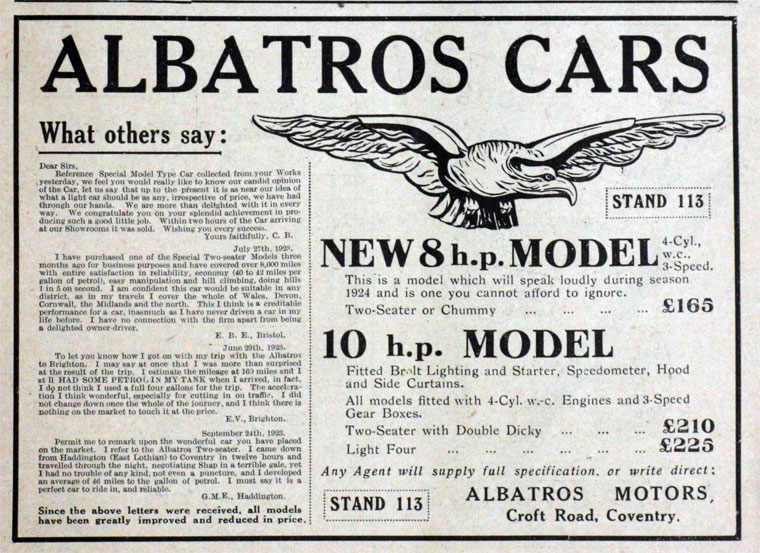 ALBATROS CARS
What others say:
Dear Sirs,
Reference Special Model Type Car collected from your Works
yesterday, we feel you would really like to know our candid opinion
of the Car, let us say that up to the present it is as near our idea of
what a light car should be as any, irrespective of price, we have had
through our hands. We are more than delighted with it in every
way. We congratulate you on your splendid achievement in pro-
ducing such a good little job. Within two hours of the Car arriving
at our Showrooms it was sold. Wishing you every success.
Yours faithfully, C. B.
July 27th, 1923.
I have purchased one of the Special Two-seater Models three
months ago for business purposes and have covered over 8,000 miles
with entire satisfaction in reliability, economy (40 to 42 miles per
gallon of petrol), easy manipulation and hill climbing, doing hills
1 in 5 on second. I am confident this car would be suitable in any
district, as in my travels I cover the whole of Wales, Devon,
Cornwall, the Midlands and the north. This I think is a creditable
performance for a car, inasmuch as I have never driven a car in my
life before. I have no connection with the firm apart from being
a delighted owner-driver.
E. B. E., Bristol.
June 29th, 1923.
To let you know how I got on with my trip with the Albatros
to Brighton. I may say at once that I was more than surprised
at the result of the trip. I estimate the mileage at 160 miles and I
st ll HAD SOME PETROL IN MY TANK when I arrived, in fact,
I do not think I used a full four gallons for the trip. The accelera-
tion I think wonderful, especially for cutting in on traffic. I did
not change down once the whole of the journey, and I think there is
nothing on the market to touch it at the price.
E.V., Brighton.
September 24th, 1923.
Permit me to remark upon the wonderful car you have placed
on the market. I refer to the Albatros Two-seater. I came down
from Haddington (East Lothian) to Coventry in twelve hours and
travelled through the night, negotiating Shap in a terrible gale, yet
I had no trouble of any kind, not even a puncture, and I developed
an average of 46 miles to the gallon of petrol. I must say it is a
perfect car to ride in, and reliable.
G.M.E., Haddington.
Since the above letters were received, all models
have been greatly improved and reduced in price.
STAND 113
NEW 8 h.p. MODEL 4-Cyl., w.c., 3-Speed.
This is a model which will speak loudly during season
1924 and is one you cannot afford to ignore.
Two-Seater or Chummy ... ... ... £165
10 h.p. MODEL
Fitted Brolt Lighting and Starter, Speedometer, Hood
and Side Curtains.
All models fitted with 4-Cyl. w.-c. Engines and 3-Speed
Gear Boxes.
Two-Seater with Double Dicky ... ... £210
Light Four ... ... ... ... ... £225
Any Agent will supply full specification, or write direct:
STAND 113
ALBATROS MOTORS,
Croft Road, Coventry.